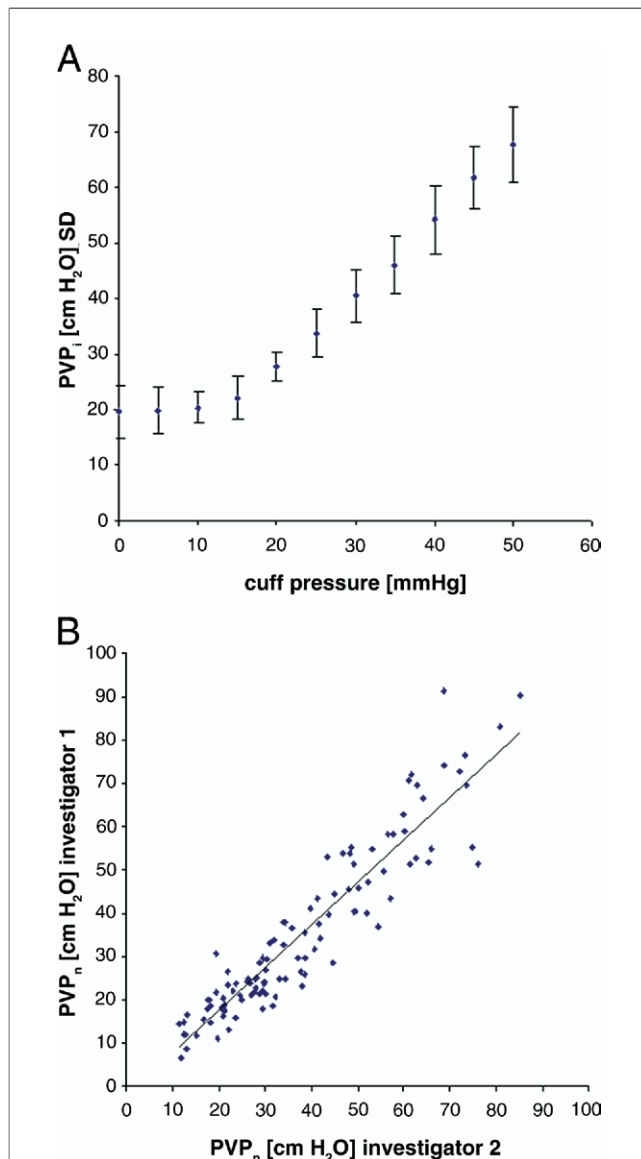 A
80
70
60
50
40
30
20
10
0
PVPi [cm H2O] SD
0 10 20 30 40 50 60
cuff pressure [mmHg]
B
100
90
80
70
60
50
40
30
20
10
0
PVPn [cm H2O] investigator 1
0 10 20 30 40 50 60 70 80 90 100
PVPn [cm H2O] investigator 2